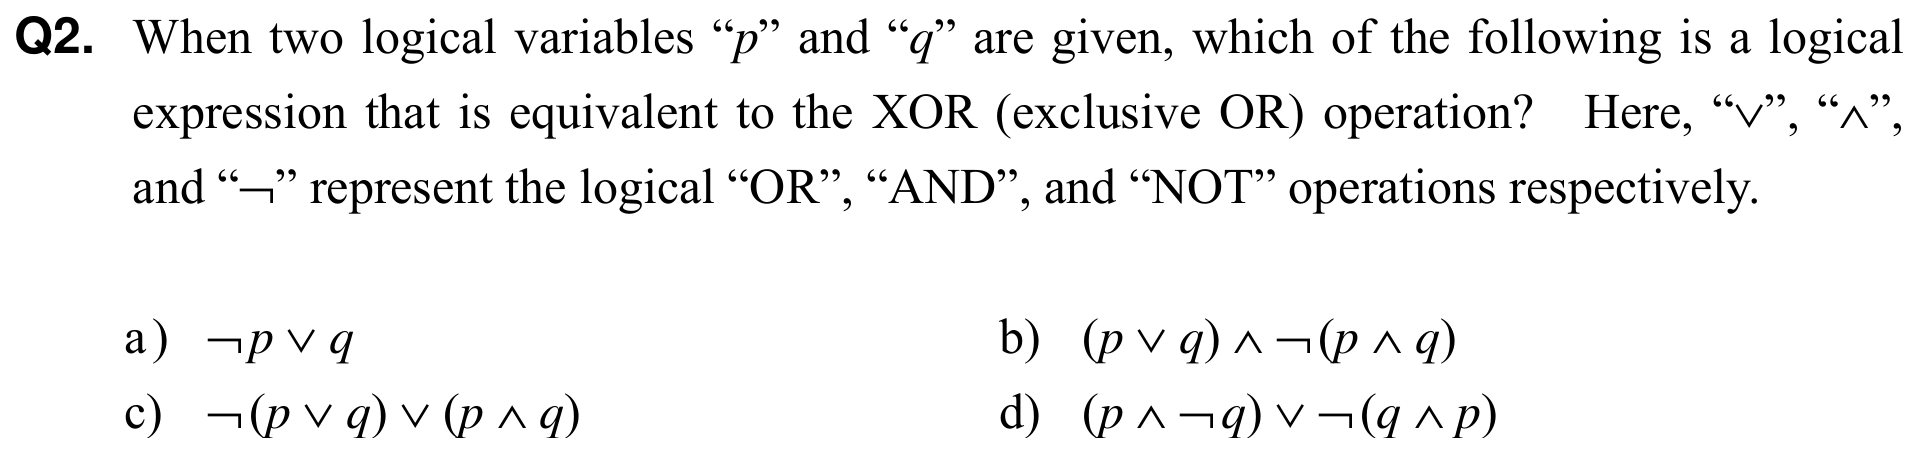 Q2. When two logical variables “p” and “q” are given, which of the following is a logical
expression that is equivalent to the XOR (exclusive OR) operation? Here, “∨”, “∧”,
and “¬” represent the logical “OR”, “AND”, and “NOT” operations respectively.
a) ¬p ∨ q b) (p ∨ q) ∧ ¬(p ∧ q)
c) ¬(p ∨ q) ∨ (p ∧ q) d) (p ∧ ¬q) ∨ ¬(q ∧ p)